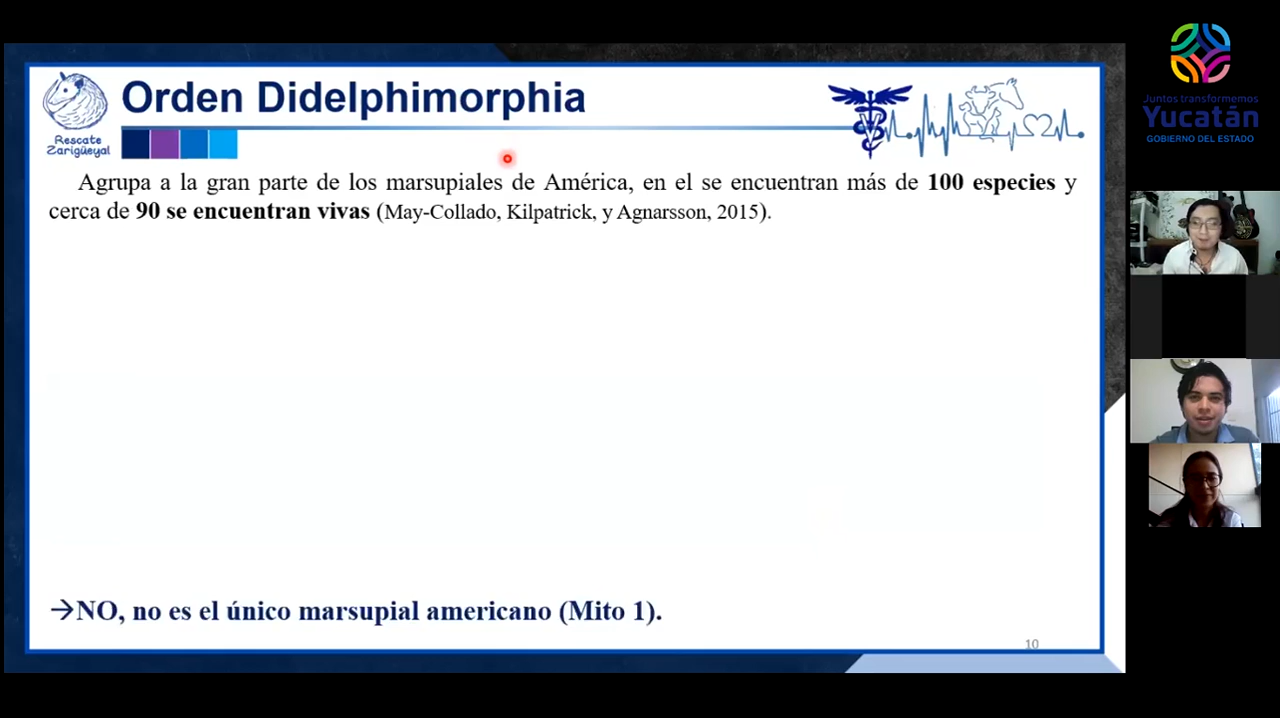 Orden Didelphimorphia
Rescate
Zarigüeyal
Agrupa a la gran parte de los marsupiales de América, en el se encuentran más de 100 especies y
cerca de 90 se encuentran vivas (May-Collado, Kilpatrick, y Agnarsson, 2015).
→NO, no es el único marsupial americano (Mito 1).
10
Juntos transformemos
Yucatán
GOBIERNO DEL ESTADO